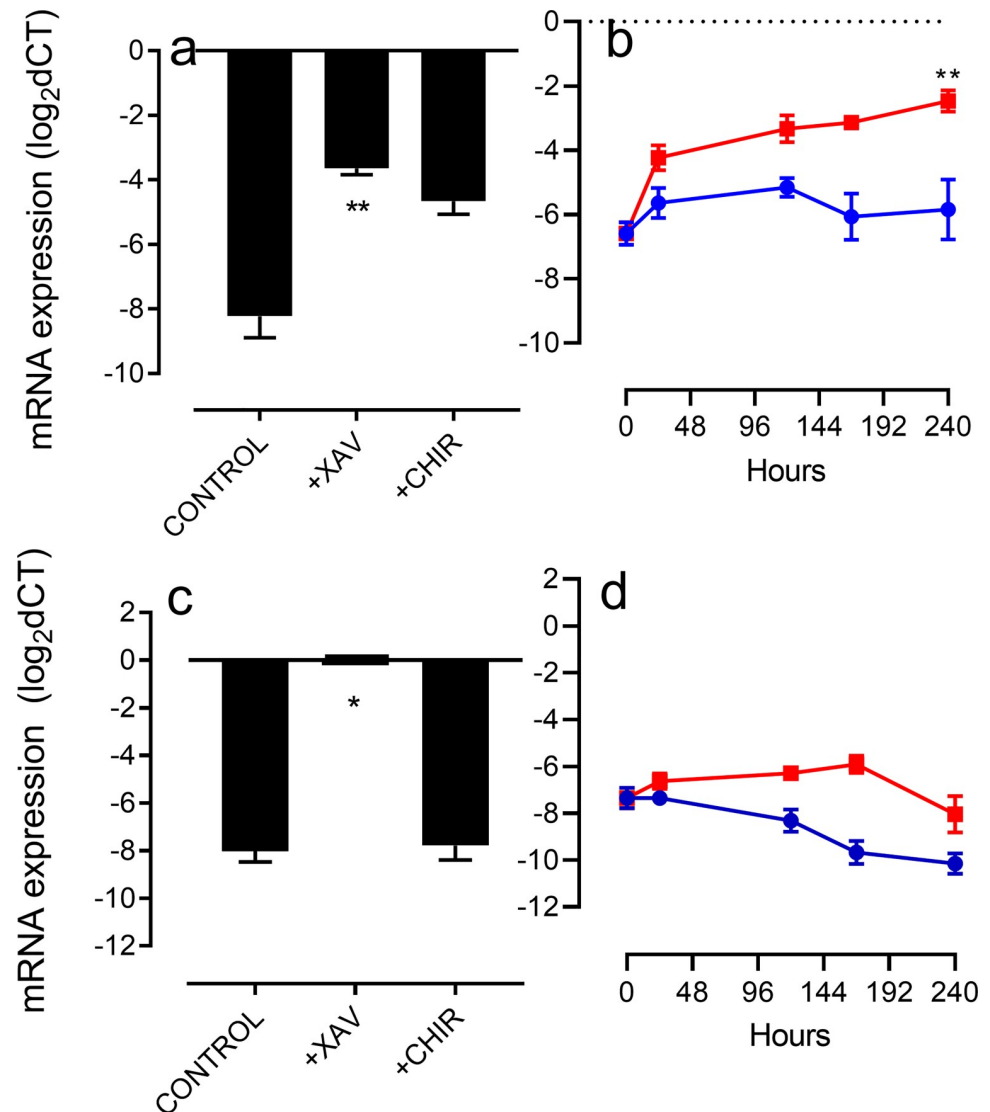 a
mRNA expression (log₂dCT)
0
-2
-4
-6
-8
-10
**
CONTROL
+XAV
+CHIR
b
0
-2
-4
-6
-8
-10
**
0 48 96 144 192 240
Hours
c
mRNA expression (log₂dCT)
2
0
-2
-4
-6
-8
-10
-12
*
CONTROL
+XAV
+CHIR
d
2
0
-2
-4
-6
-8
-10
-12
0 48 96 144 192 240
Hours